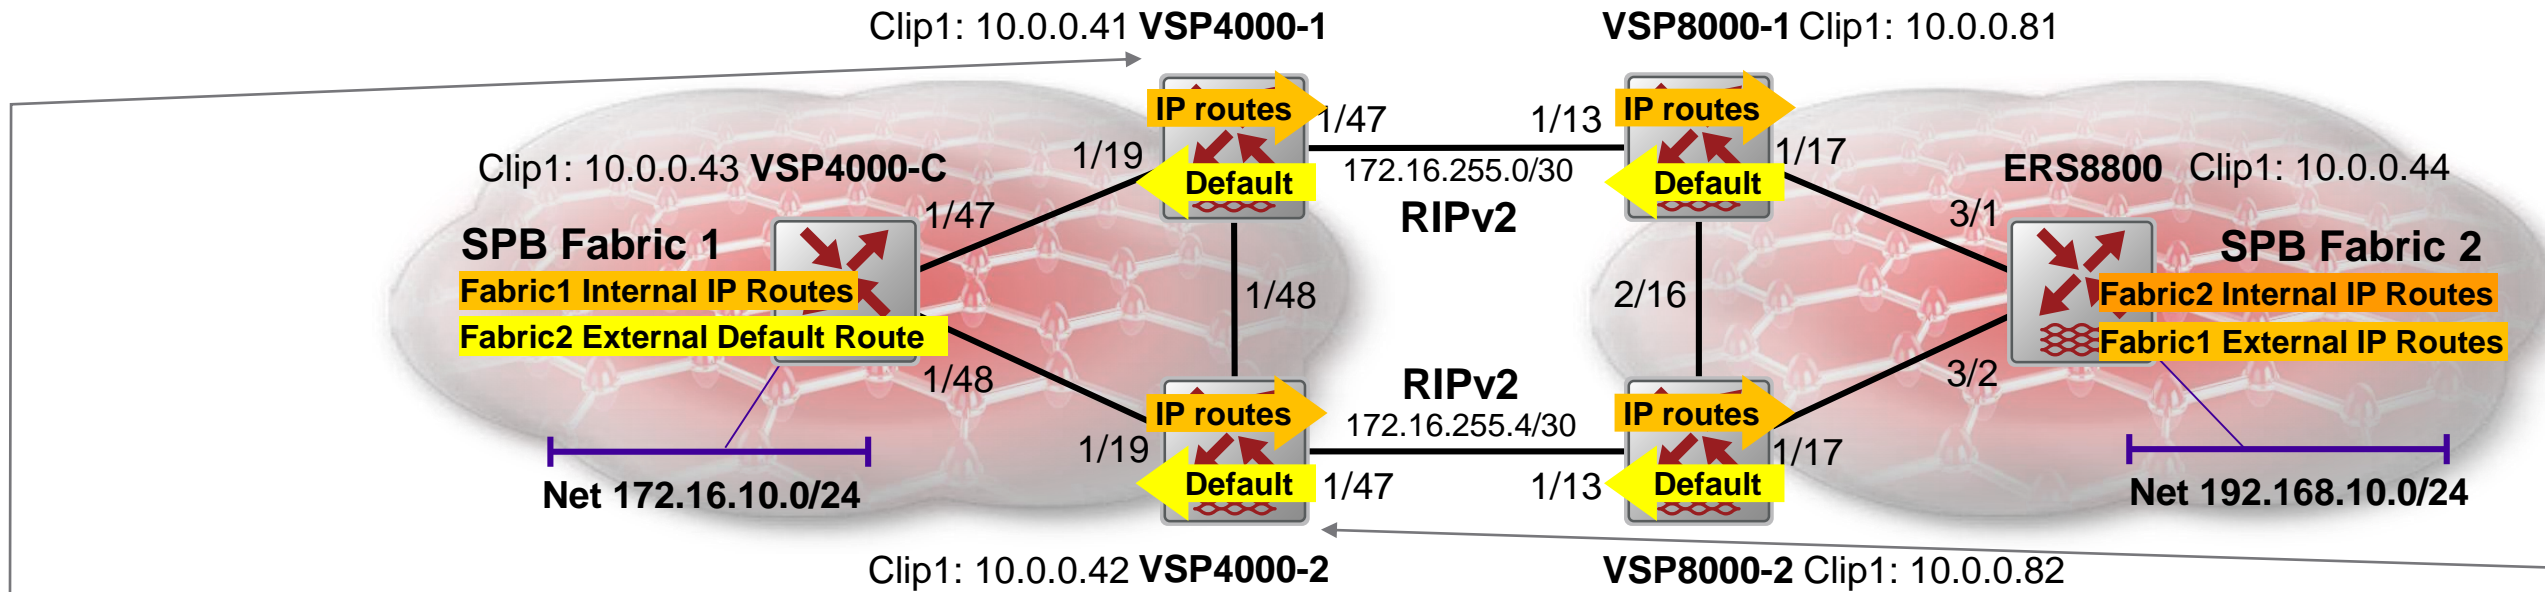 Clip1: 10.0.0.41 VSP4000-1
VSP8000-1 Clip1: 10.0.0.81
IP routes
1/47
1/13
IP routes
1/19
172.16.255.0/30
1/17
Clip1: 10.0.0.43 VSP4000-C
Default
Default
ERS8800 Clip1: 10.0.0.44
RIPv2
1/47
3/1
SPB Fabric 1
SPB Fabric 2
Fabric1 Internal IP Routes
1/48
2/16
Fabric2 Internal IP Routes
Fabric2 External Default Route
Fabric1 External IP Routes
1/48
RIPv2
3/2
IP routes
172.16.255.4/30
IP routes
1/19
1/17
Default
1/47
1/13
Default
Net 172.16.10.0/24
Net 192.168.10.0/24
Clip1: 10.0.0.42 VSP4000-2
VSP8000-2 Clip1: 10.0.0.82